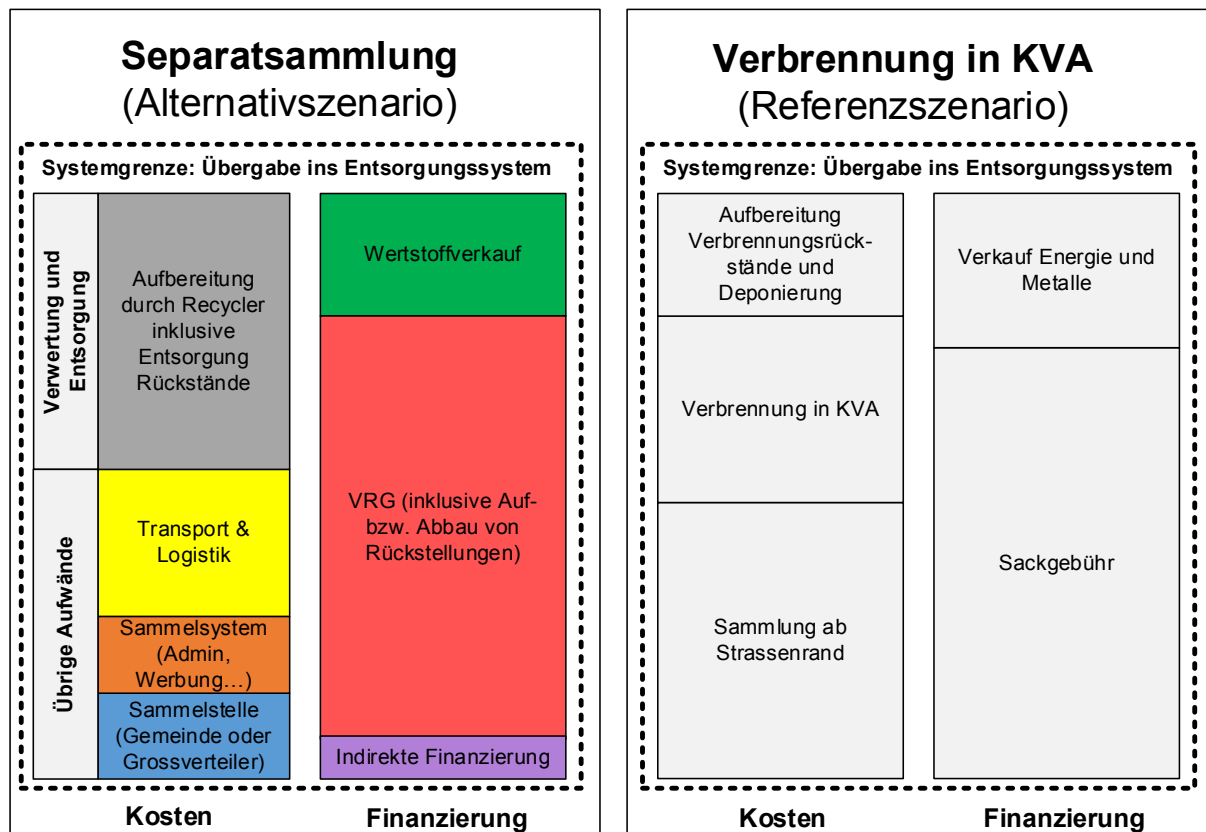 Separatsammlung
(Alternativszenario)
Systemgrenze: Übergabe ins Entsorgungssystem
Verwertung und
Entsorgung
Aufbereitung
durch Recycler
inklusive
Entsorgung
Rückstände
Wertstoffverkauf
Übrige Aufwände
Transport &
Logistik
Sammelsystem
(Admin,
Werbung…)
Sammelstelle
(Gemeinde oder
Grossverteiler)
VRG (inklusive Auf-
bzw. Abbau von
Rückstellungen)
Indirekte Finanzierung
Kosten
Finanzierung
Verbrennung in KVA
(Referenzszenario)
Systemgrenze: Übergabe ins Entsorgungssystem
Aufbereitung
Verbrennungsrück-
stände und
Deponierung
Verbrennung in KVA
Sammlung ab
Strassenrand
Verkauf Energie und
Metalle
Sackgebühr
Kosten
Finanzierung